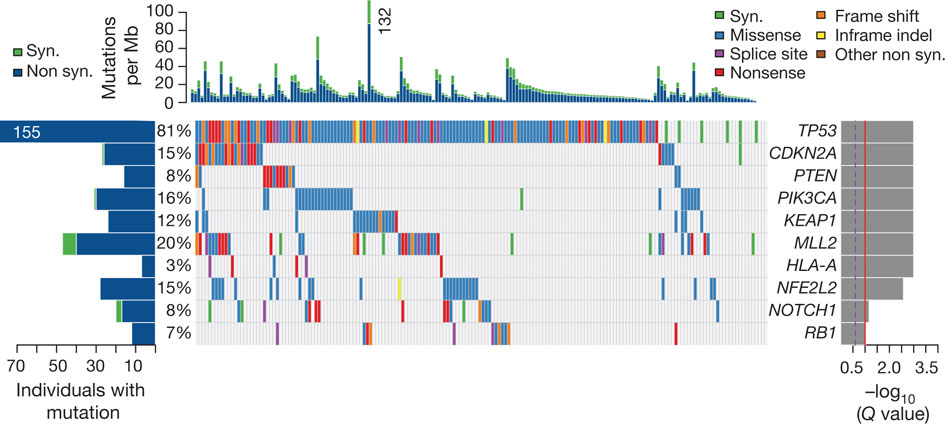 132
100
80
60
40
20
0
Mutations
per Mb
Syn.
Non syn.
Syn.
Missense
Splice site
Nonsense
Frame shift
Inframe indel
Other non syn.
155
81%
TP53
15%
CDKN2A
8%
PTEN
16%
PIK3CA
12%
KEAP1
20%
MLL2
3%
HLA-A
15%
NFE2L2
8%
NOTCH1
7%
RB1
70 50 30 10
Individuals with
mutation
0.5 2.0 3.5
–log10
(Q value)